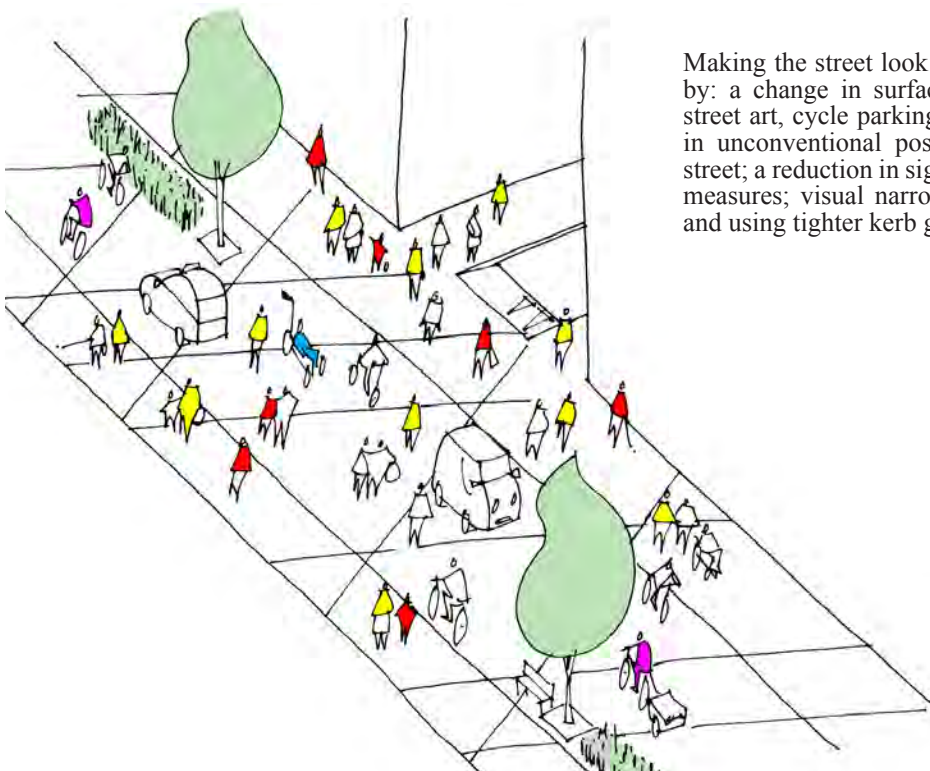 Making the street look
by: a change in surfac
street art, cycle parking
in unconventional pos
street; a reduction in sig
measures; visual narro
and using tighter kerb g